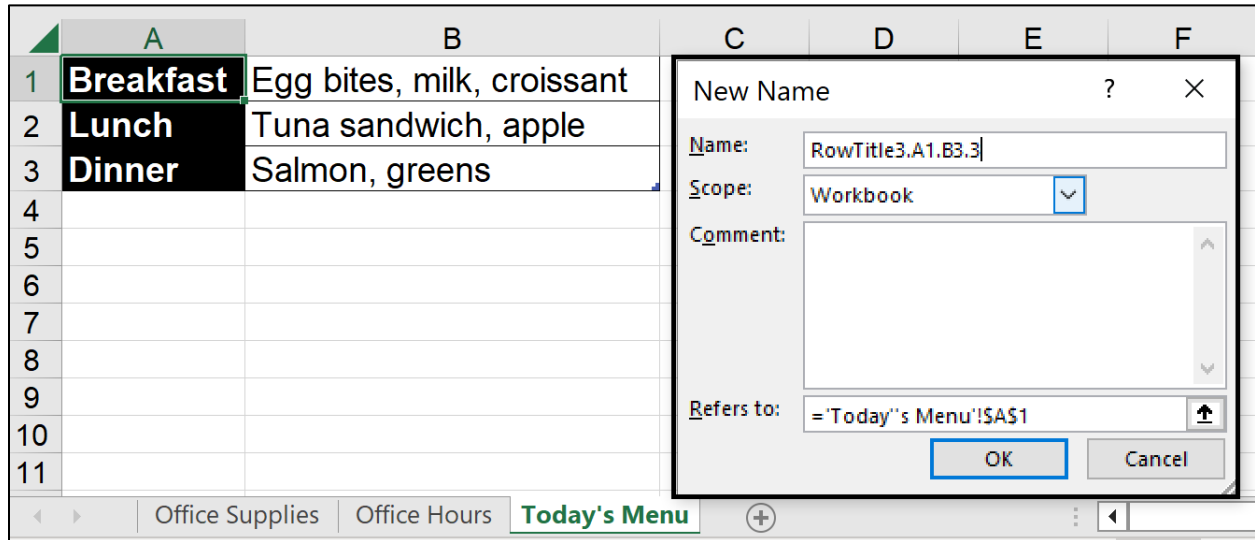 A B C D E F
1 Breakfast Egg bites, milk, croissant
2 Lunch Tuna sandwich, apple
3 Dinner Salmon, greens
4
5
6
7
8
9
10
11
New Name ? ×
Name: RowTitle3.A1.B3.3
Scope: Workbook
Comment:
Refers to: ='Today''s Menu'!$A$1
OK Cancel
Office Supplies Office Hours Today's Menu